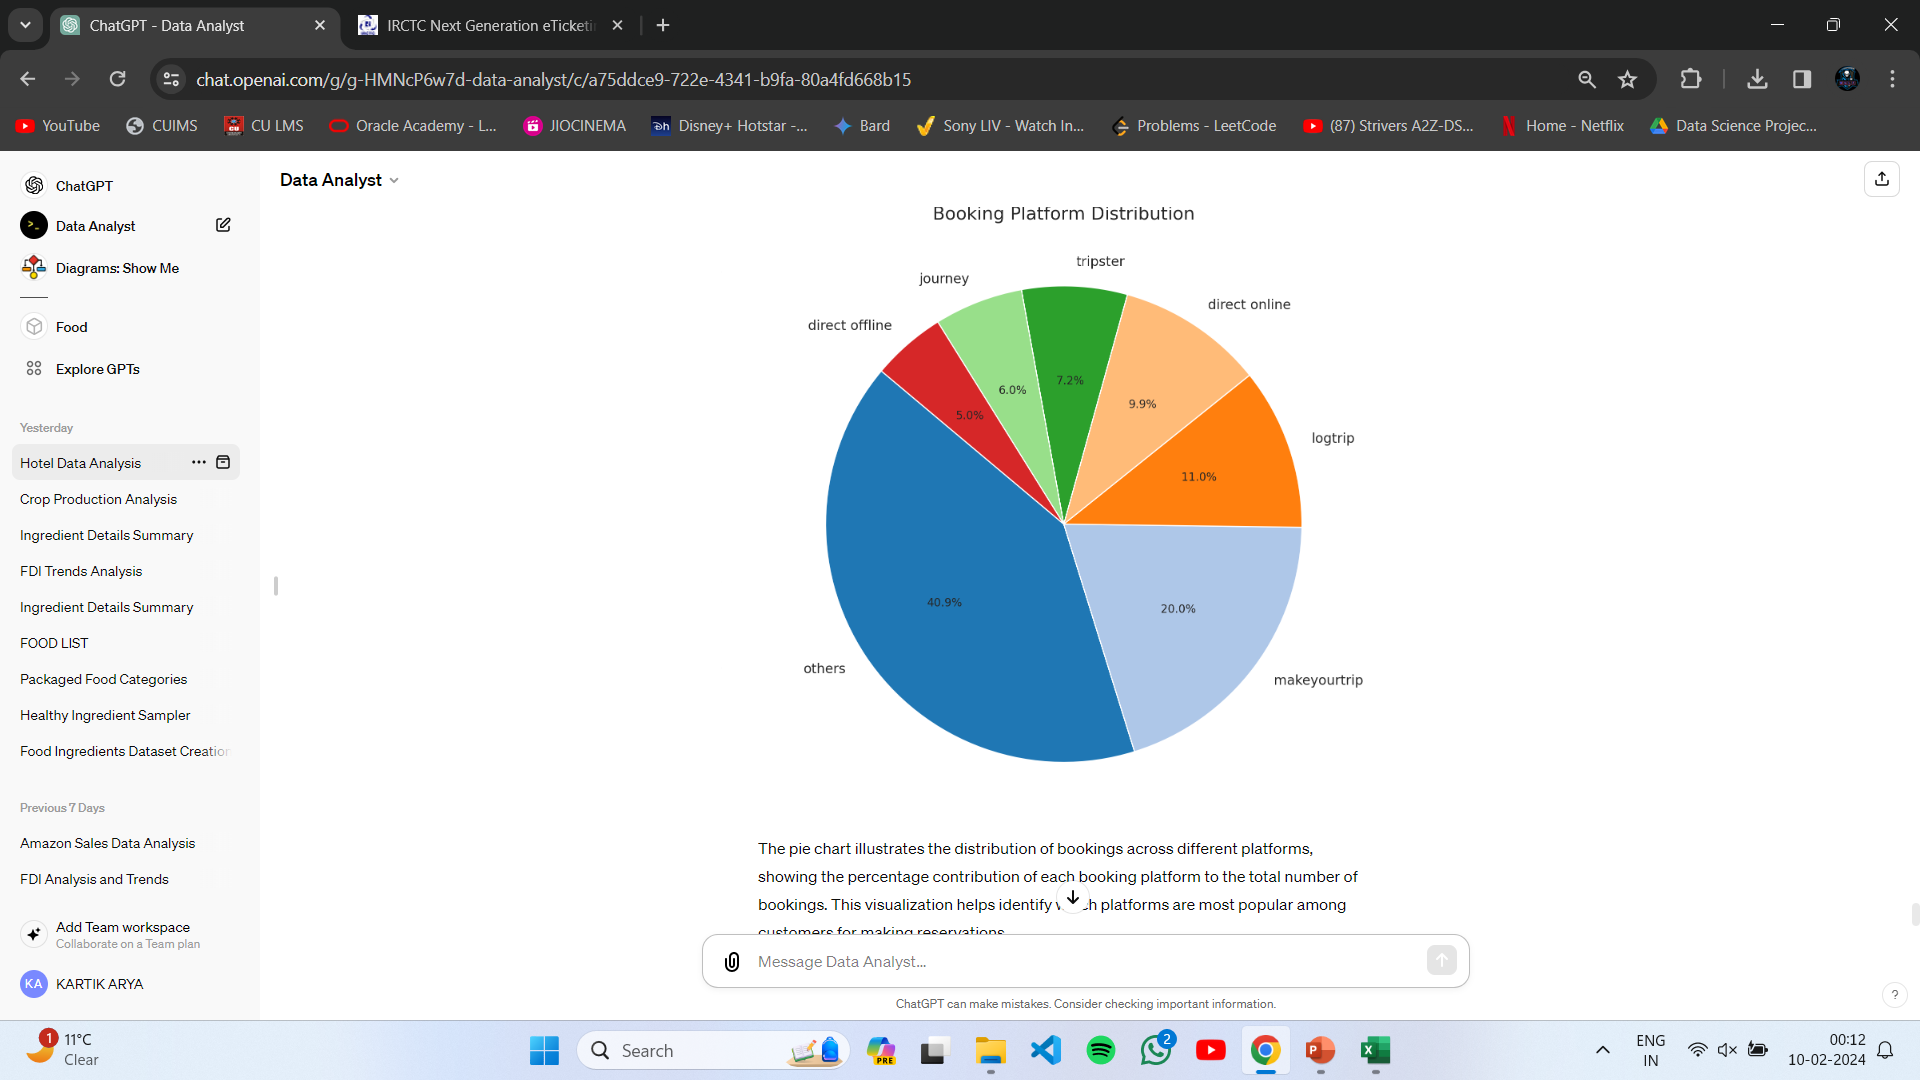 ChatGPT - Data Analyst
IRCTC Next Generation eTicketi
chat.openai.com/g/g-HMNcP6w7d-data-analyst/c/a75ddce9-722e-4341-b9fa-80a4fd668b15
YouTube
CUIMS
CU LMS
Oracle Academy - L...
JIOCINEMA
Disney+ Hotstar -...
Bard
Sony LIV - Watch In...
Problems - LeetCode
(87) Strivers A2Z-DS...
Home - Netflix
Data Science Projec...
ChatGPT
Data Analyst
Diagrams: Show Me
Food
Explore GPTs
Yesterday
Hotel Data Analysis
Crop Production Analysis
Ingredient Details Summary
FDI Trends Analysis
Ingredient Details Summary
FOOD LIST
Packaged Food Categories
Healthy Ingredient Sampler
Food Ingredients Dataset Creation
Previous 7 Days
Amazon Sales Data Analysis
FDI Analysis and Trends
Add Team workspace
Collaborate on a Team plan
KA
KARTIK ARYA
Data Analyst
Booking Platform Distribution
tripster
journey
direct online
direct offline
7.2%
6.0%
9.9%
5.0%
logtrip
11.0%
40.9%
20.0%
others
makeyourtrip
The pie chart illustrates the distribution of bookings across different platforms,
showing the percentage contribution of each booking platform to the total number of
bookings. This visualization helps identify platforms are most popular among
customers for making reservations.
Message Data Analyst...
ChatGPT can make mistakes. Consider checking important information.
?
1
11°C
Clear
Search
PRE
2
ENG
IN
00:12
10-02-2024